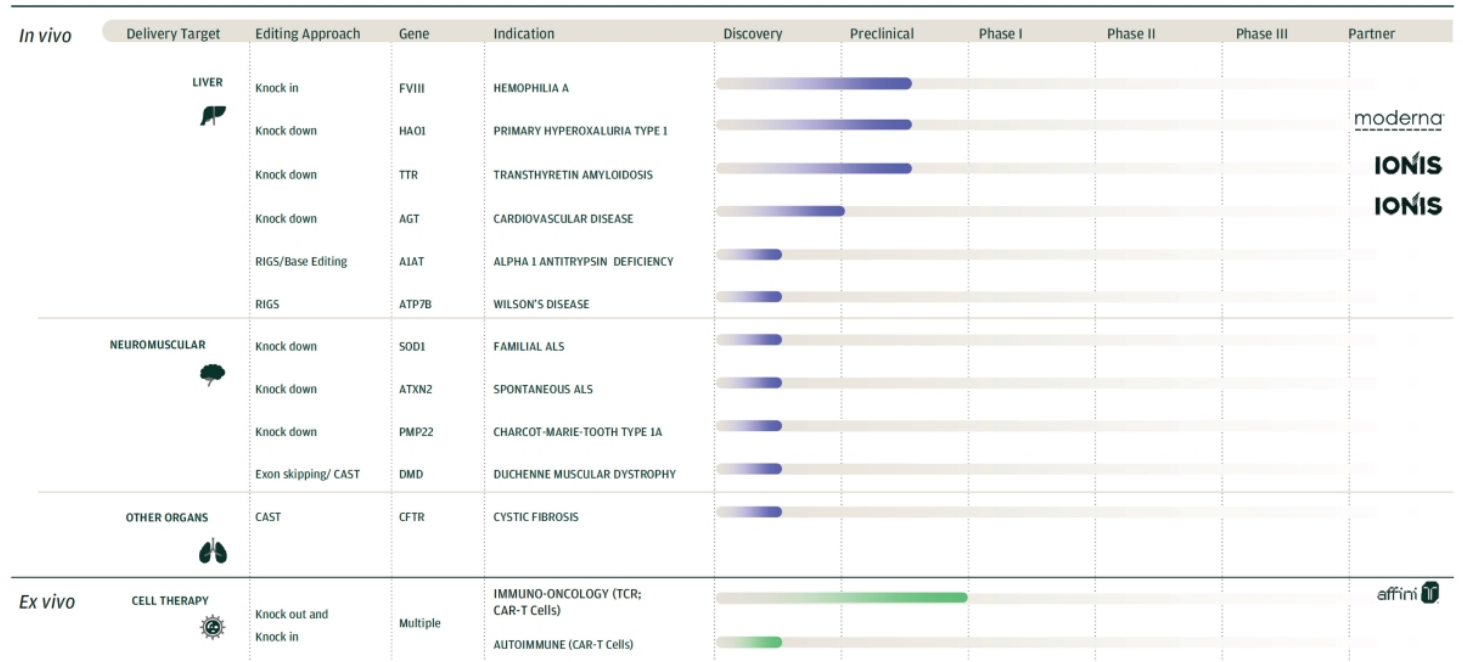 In vivo
Delivery Target Editing Approach Gene Indication Discovery Preclinical Phase I Phase II Phase III Partner
LIVER
Knock in FVIII HEMOPHILIA A
Knock down HAO1 PRIMARY HYPEROXALURIA TYPE 1 moderna
Knock down TTR TRANSTHYRETIN AMYLOIDOSIS IONIS
Knock down AGT CARDIOVASCULAR DISEASE IONIS
RIGS/Base Editing A1AT ALPHA 1 ANTITRYPSIN DEFICIENCY
RIGS ATP7B WILSON'S DISEASE
NEUROMUSCULAR
Knock down SOD1 FAMILIAL ALS
Knock down ATXN2 SPONTANEOUS ALS
Knock down PMP22 CHARCOT-MARIE-TOOTH TYPE 1A
Exon skipping/ CAST DMD DUCHENNE MUSCULAR DYSTROPHY
OTHER ORGANS CAST CFTR CYSTIC FIBROSIS
Ex vivo
CELL THERAPY
Knock out and
Knock in
Multiple
IMMUNO-ONCOLOGY (TCR;
CAR-T Cells)
affini T
AUTOIMMUNE (CAR-T Cells)